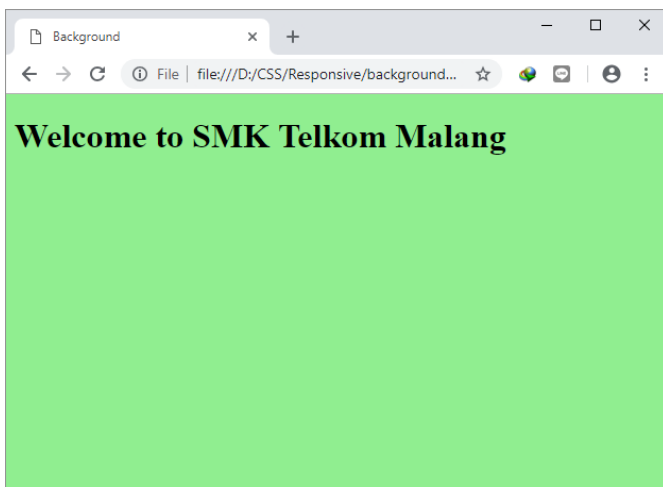 Background
File
file:///D:/CSS/Responsive/background...
Welcome to SMK Telkom Malang